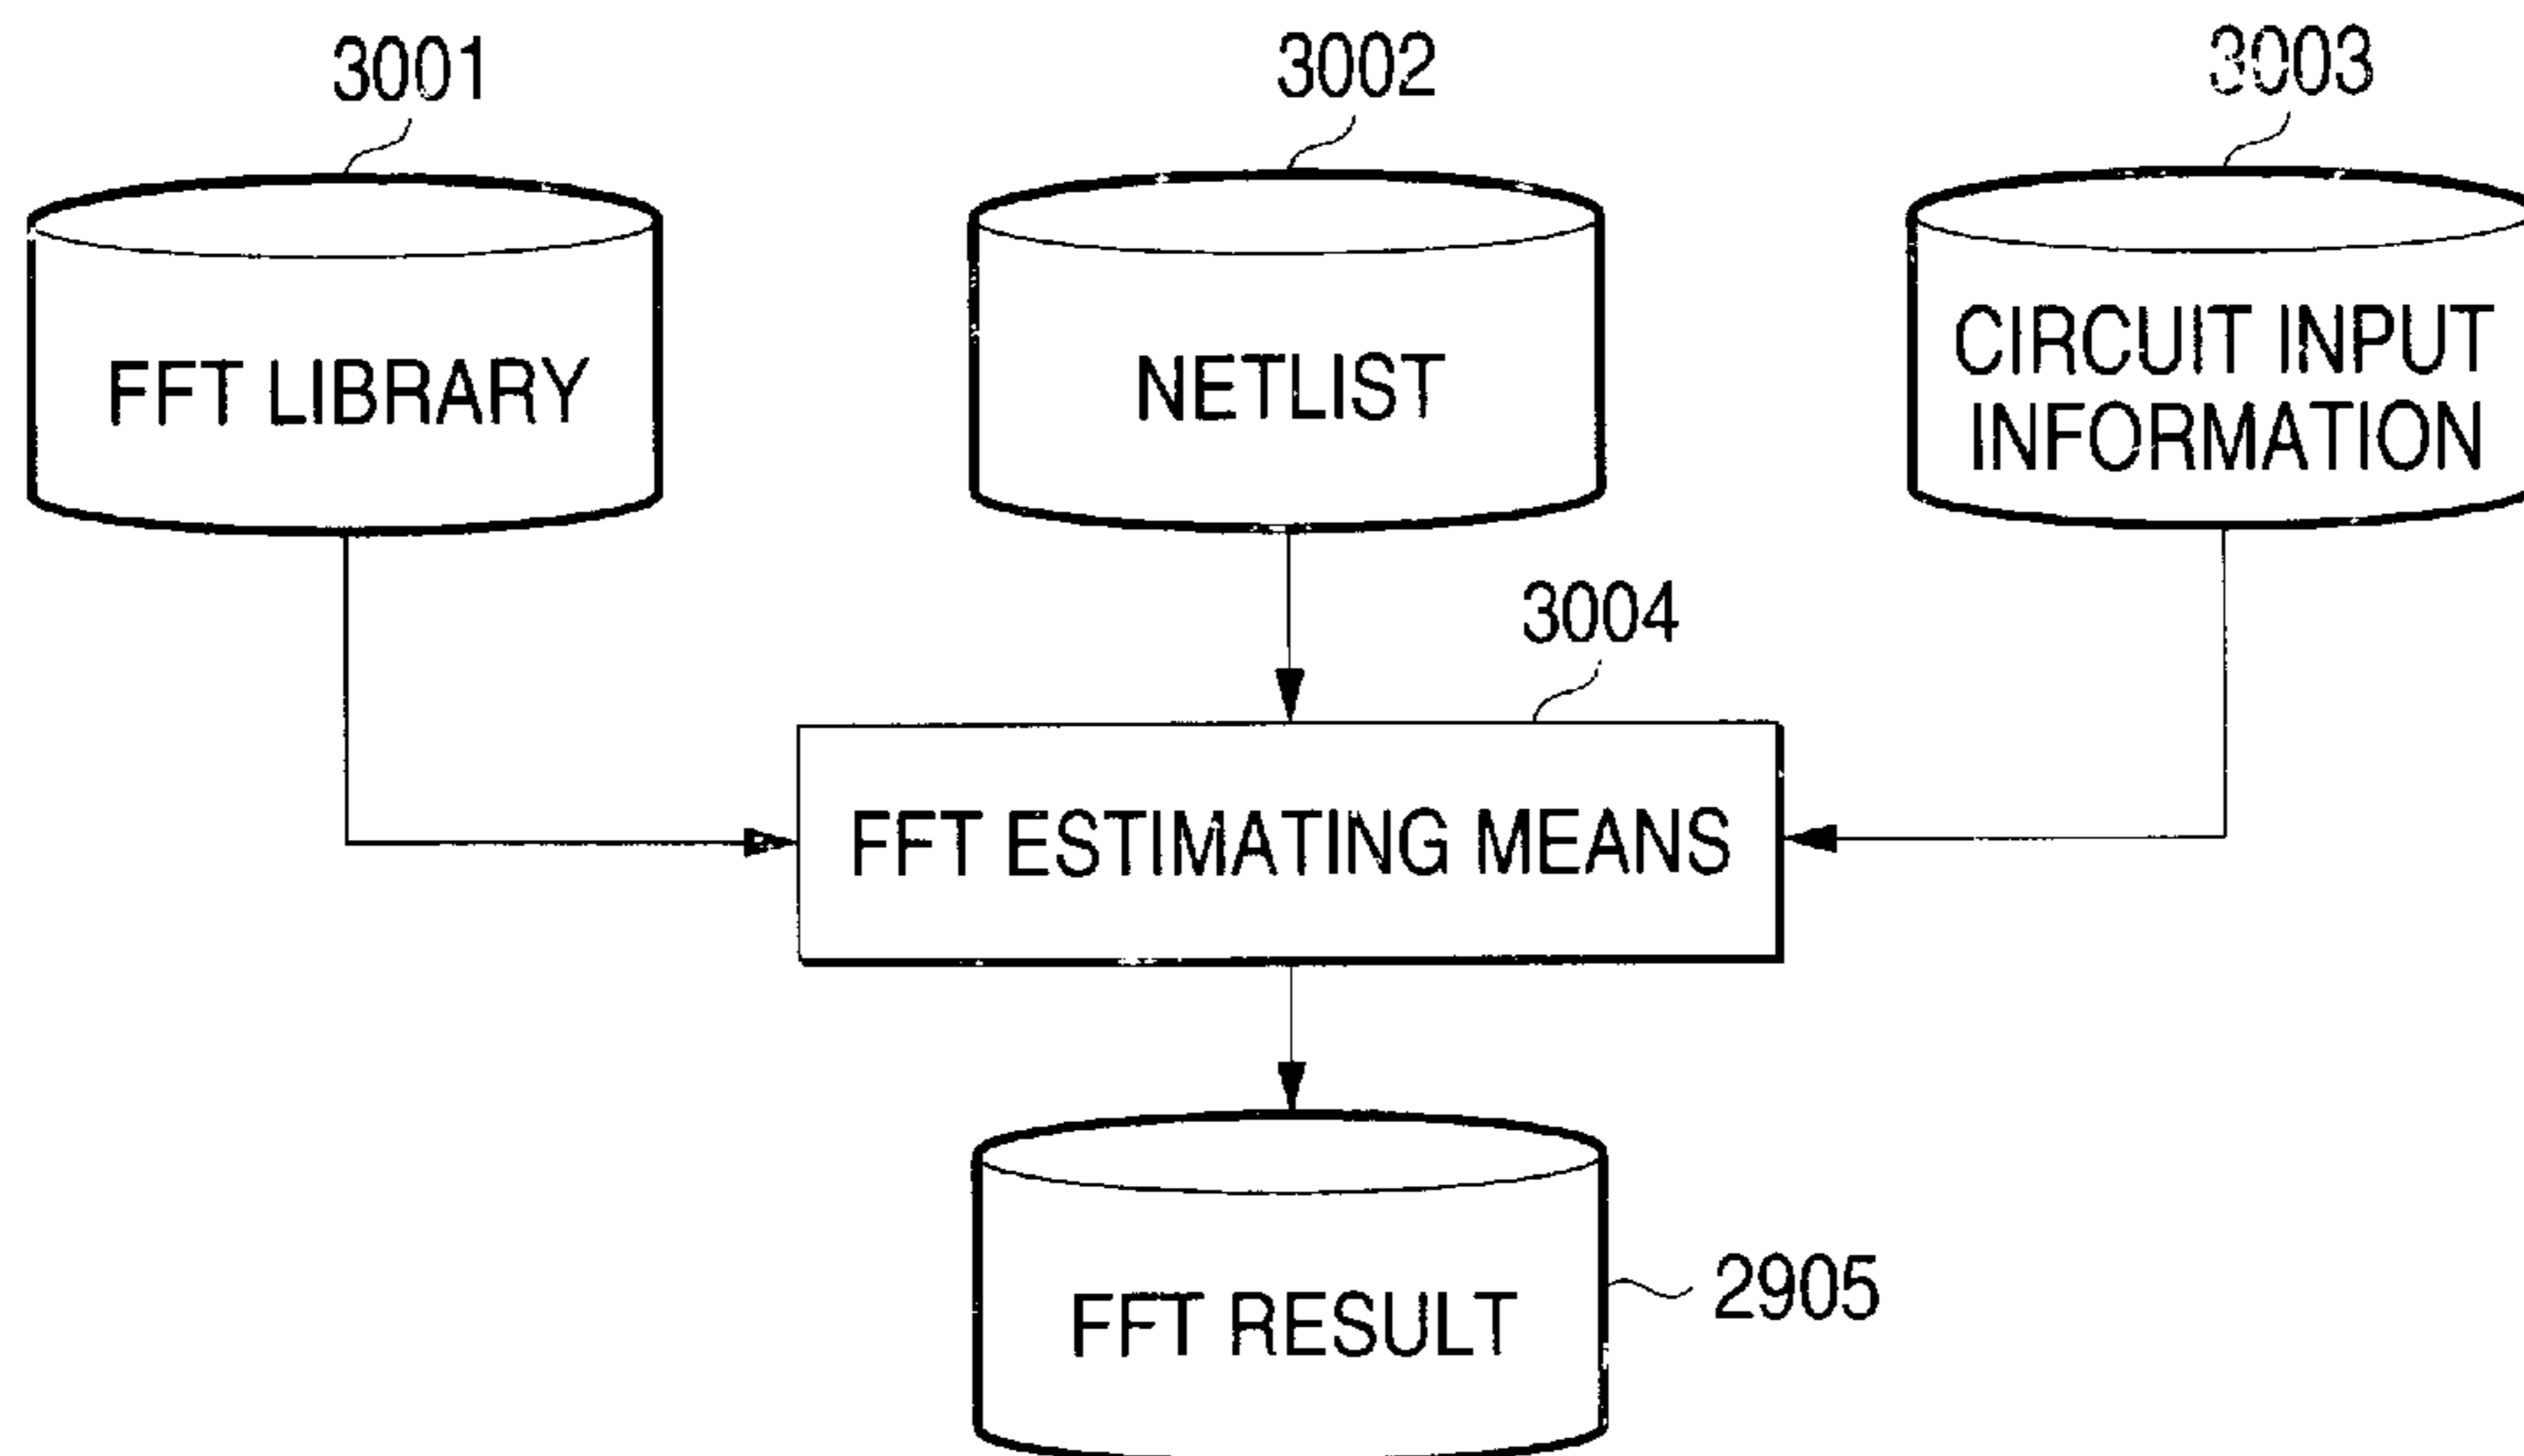 3001
3002
3003
FFT LIBRARY
NETLIST
CIRCUIT INPUT
INFORMATION
3004
FFT ESTIMATING MEANS
FFT RESULT
2905